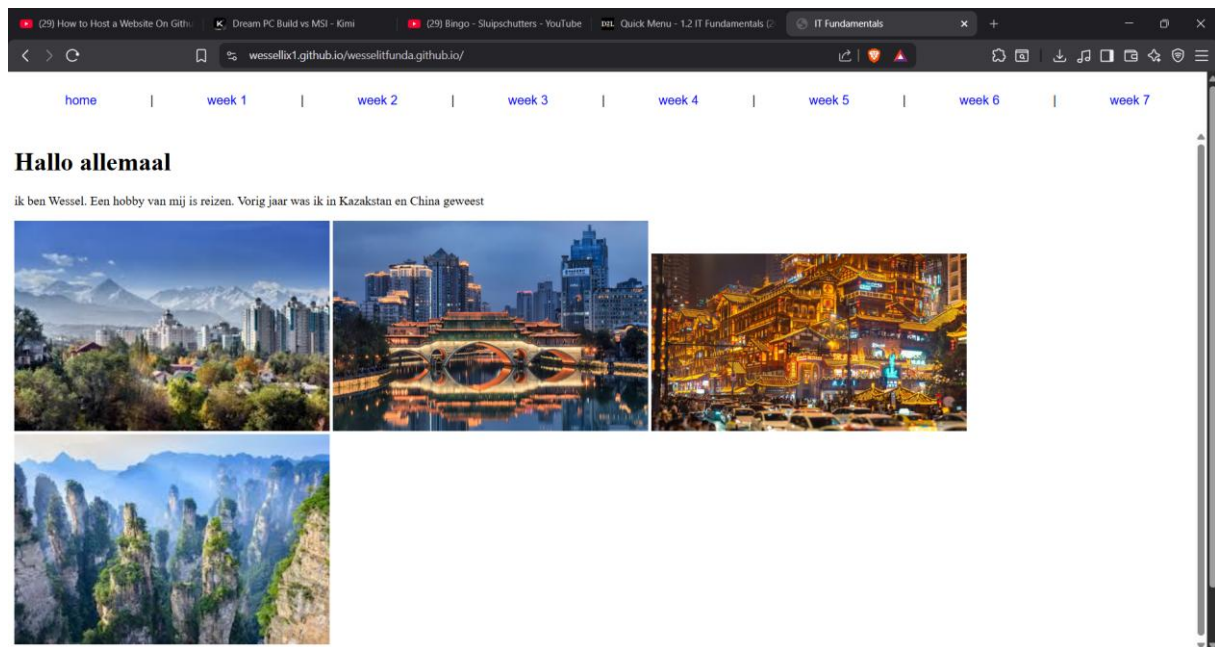 (29) How to Host a Website On Githu
Dream PC Build vs MSI - Kimi
(29) Bingo - Sluipschutters - YouTube
DZL Quick Menu - 1.2 IT Fundamentals (2
IT Fundamentals
wessellix1.github.io/wesselitfunda.github.io/
home | week 1 | week 2 | week 3 | week 4 | week 5 | week 6 | week 7
Hallo allemaal
ik ben Wessel. Een hobby van mij is reizen. Vorig jaar was ik in Kazakstan en China geweest